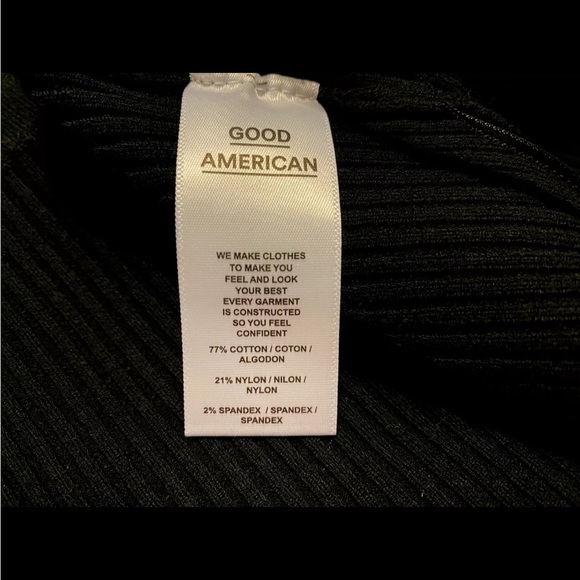 GOOD
AMERICAN
WE MAKE CLOTHES
TO MAKE YOU
FEEL AND LOOK
YOUR BEST
EVERY GARMENT
IS CONSTRUCTED
SO YOU FEEL
CONFIDENT
77% COTTON / COTON /
ALGODON
21% NYLON / NILON /
NYLON
2% SPANDEX / SPANDEX /
SPANDEX